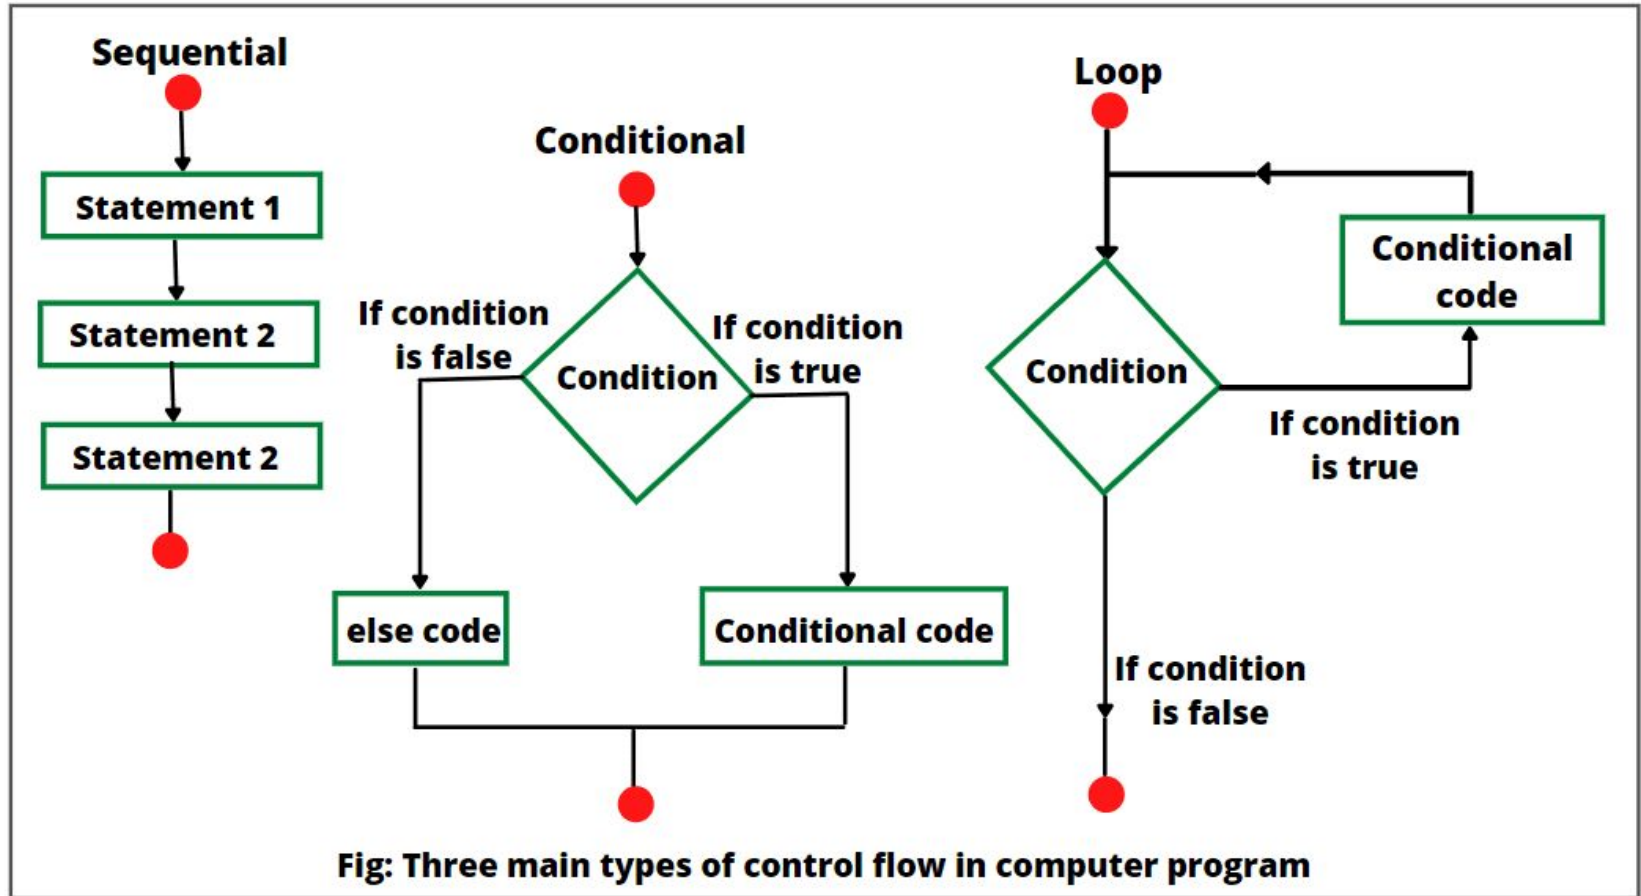 Sequential
Statement 1
Statement 2
Statement 2
Conditional
If condition
is false
Condition
If condition
is true
else code
Conditional code
Loop
Condition
Conditional
code
If condition
is true
If condition
is false
Fig: Three main types of control flow in computer program